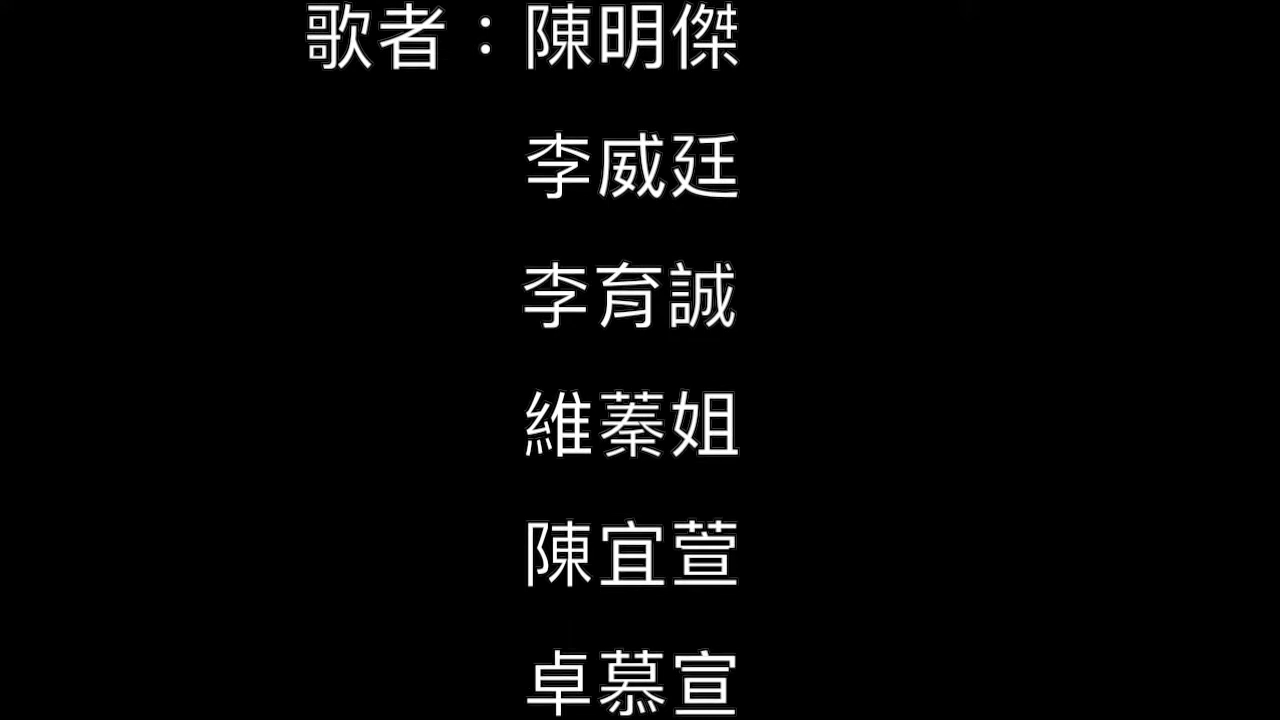 歌者：陳明傑
李威廷
李育誠
維蓁姐
陳宜萱
卓慕宣